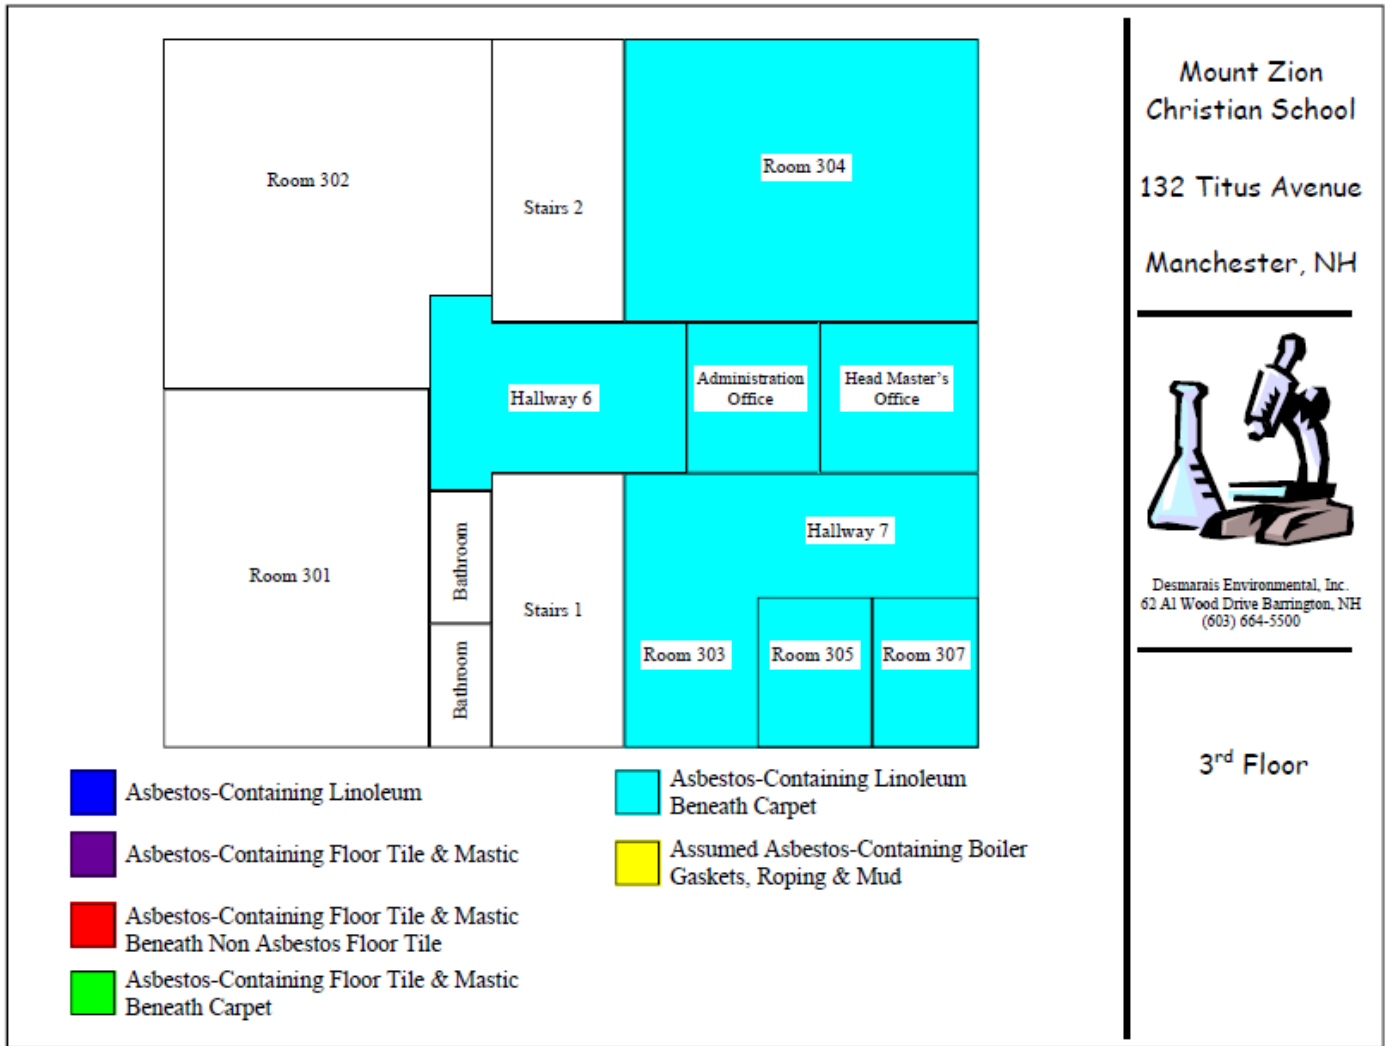 Room 302
Stairs 2
Room 304
Hallway 6
Administration
Office
Head Master's
Office
Hallway 7
Room 301
Bathroom
Stairs 1
Bathroom
Room 303
Room 305
Room 307
Asbestos-Containing Linoleum
Asbestos-Containing Floor Tile & Mastic
Asbestos-Containing Floor Tile & Mastic
Beneath Non Asbestos Floor Tile
Asbestos-Containing Floor Tile & Mastic
Beneath Carpet
Asbestos-Containing Linoleum
Beneath Carpet
Assumed Asbestos-Containing Boiler
Gaskets, Roping & Mud
Mount Zion
Christian School
132 Titus Avenue
Manchester, NH
Desmarais Environmental, Inc.
62 Al Wood Drive Barrington, NH
(603) 664-5500
3rd Floor